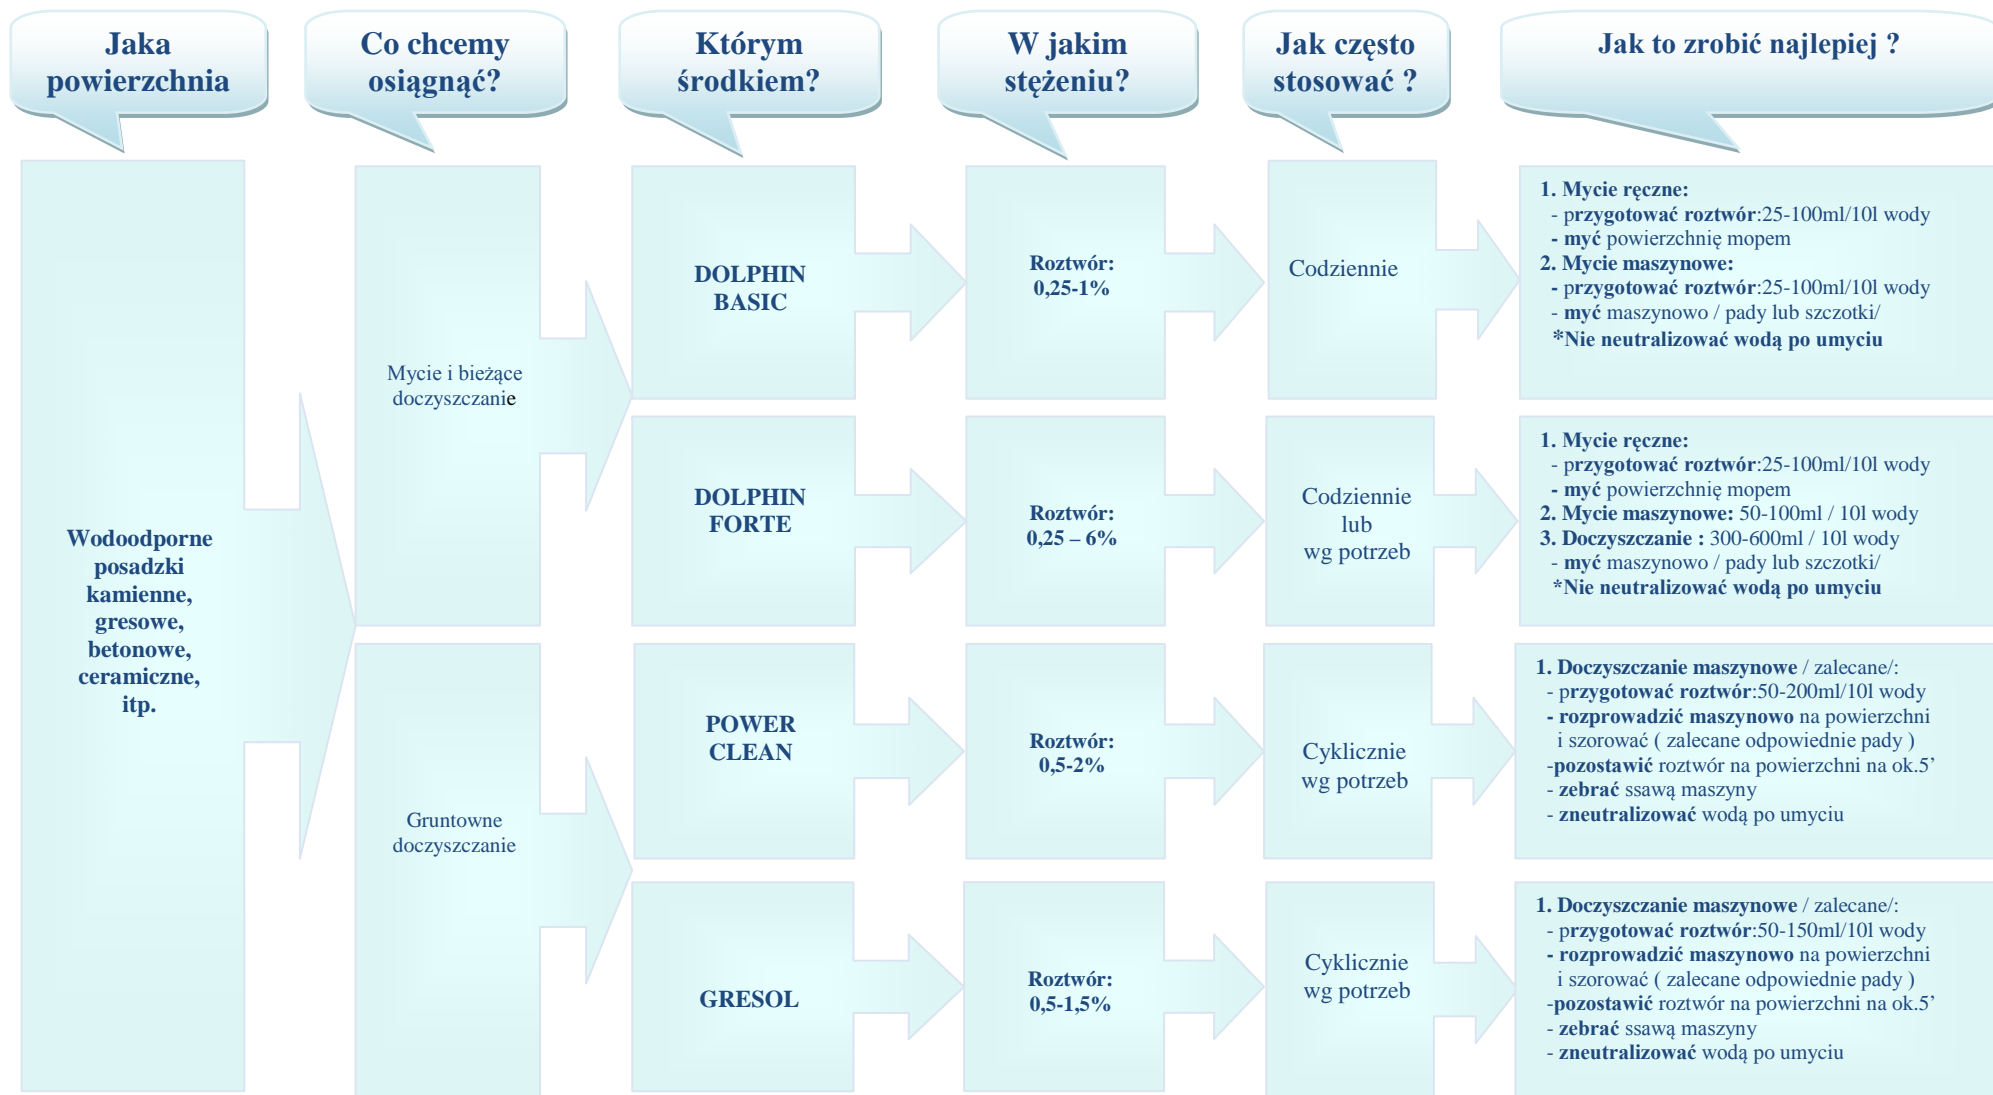 Jaka
powierzchnia
Co chcemy
osiągnąć?
Którym
środkiem?
W jakim
stężeniu?
Jak często
stosować ?
Jak to zrobić najlepiej ?
Wodoodporne
posadzki
kamienne,
gresowe,
betonowe,
ceramiczne,
itp.
Mycie i bieżące
doczyszczanie
DOLPHIN
BASIC
Roztwór:
0,25-1%
Codziennie
1. Mycie ręczne:
- przygotować roztwór:25-100ml/10l wody
- myć powierzchnię mopem
2. Mycie maszynowe:
- przygotować roztwór:25-100ml/10l wody
- myć maszynowo / pady lub szczotki/
*Nie neutralizować wodą po umyciu
DOLPHIN
FORTE
Roztwór:
0,25 – 6%
Codziennie
lub
wg potrzeb
1. Mycie ręczne:
- przygotować roztwór:25-100ml/10l wody
- myć powierzchnię mopem
2. Mycie maszynowe: 50-100ml / 10l wody
3. Doczyszczanie : 300-600ml / 10l wody
- myć maszynowo / pady lub szczotki/
*Nie neutralizować wodą po umyciu
Gruntowne
doczyszczanie
POWER
CLEAN
Roztwór:
0,5-2%
Cyklicznie
wg potrzeb
1. Doczyszczanie maszynowe / zalecane/:
- przygotować roztwór:50-200ml/10l wody
- rozprowadzić maszynowo na powierzchni
i szorować ( zalecane odpowiednie pady )
-pozostawić roztwór na powierzchni na ok.5’
- zebrać ssawą maszyny
- zneutralizować wodą po umyciu
GRESOL
Roztwór:
0,5-1,5%
Cyklicznie
wg potrzeb
1. Doczyszczanie maszynowe / zalecane/:
- przygotować roztwór:50-150ml/10l wody
- rozprowadzić maszynowo na powierzchni
i szorować ( zalecane odpowiednie pady )
-pozostawić roztwór na powierzchni na ok.5’
- zebrać ssawą maszyny
- zneutralizować wodą po umyciu